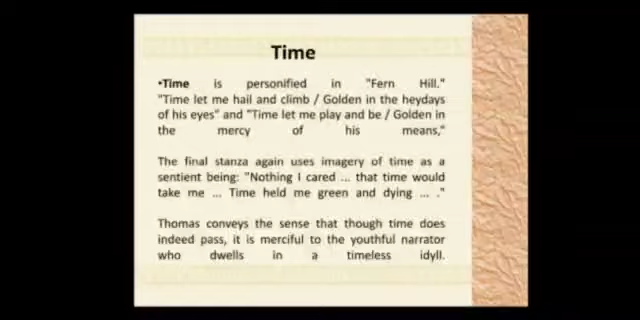 Time
•Time is personified in "Fern Hill."
"Time let me hail and climb / Golden in the heydays
of his eyes" and "Time let me play and be / Golden in
the mercy of his means,"
The final stanza again uses imagery of time as a
sentient being: "Nothing I cared ... that time would
take me ... Time held me green and dying ... ."
Thomas conveys the sense that though time does
indeed pass, it is merciful to the youthful narrator
who dwells in a timeless idyll.